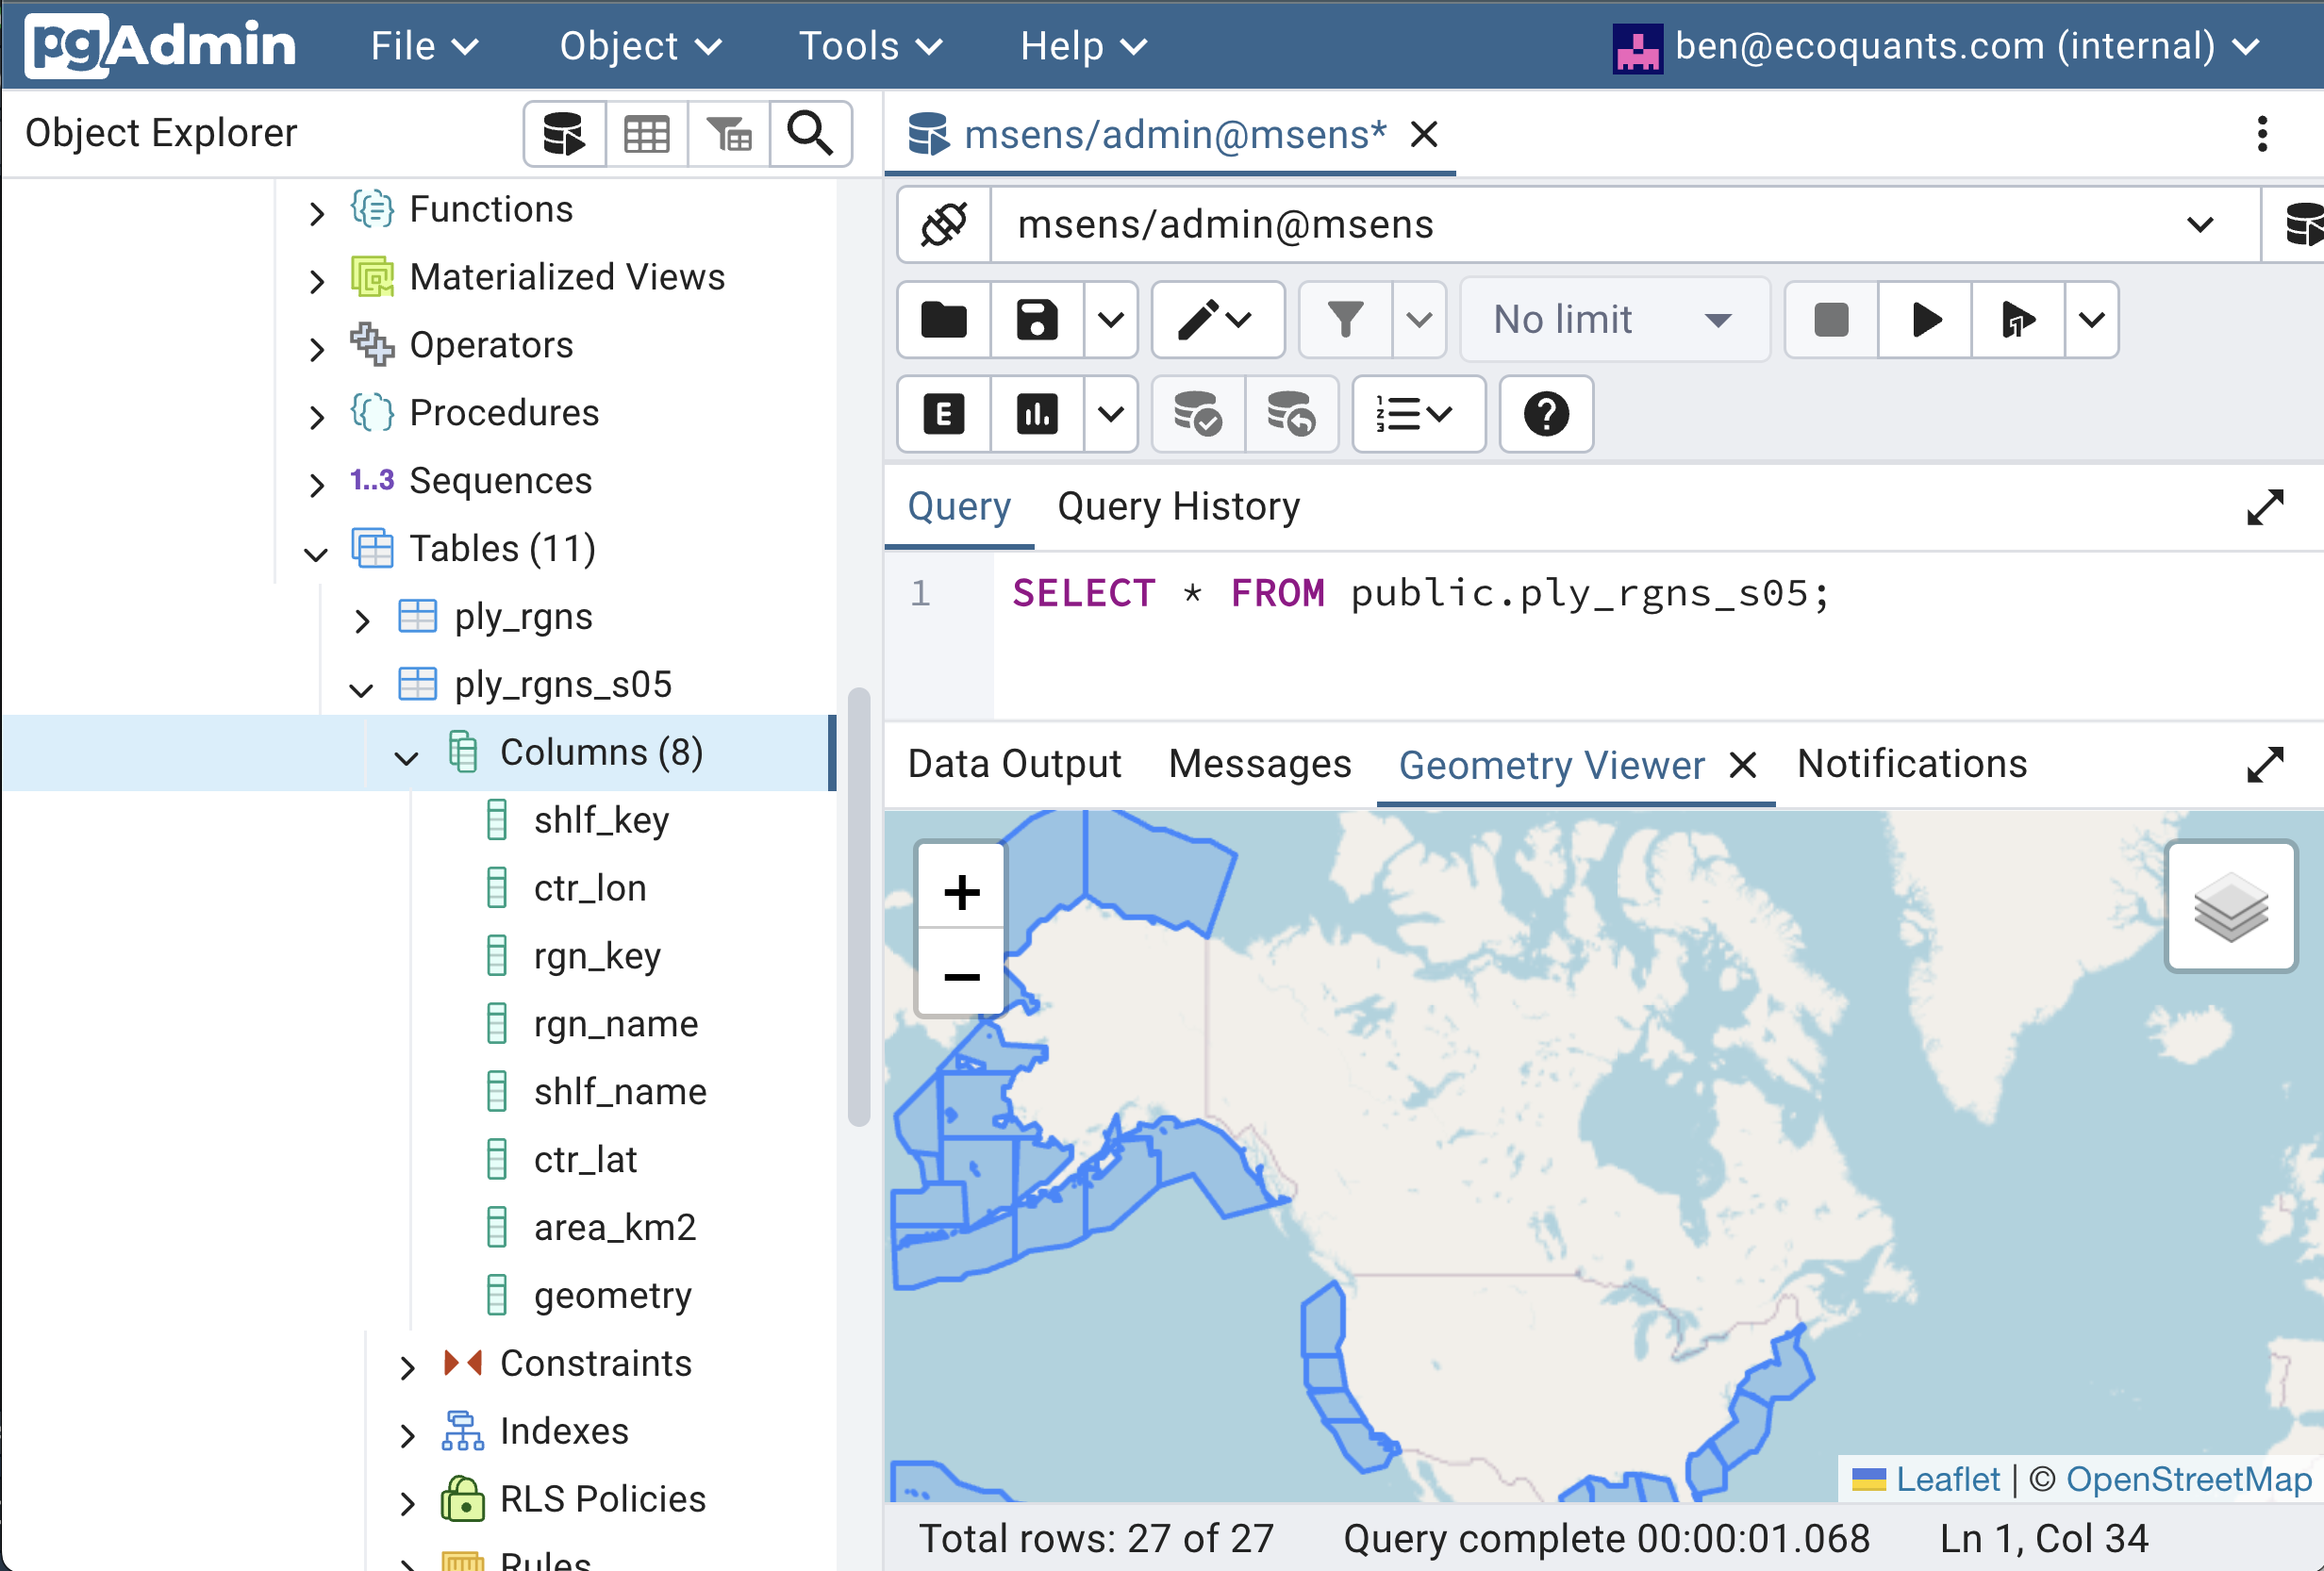 pgAdmin File Object Tools Help ben@ecoquants.com (internal)
Object Explorer
msens/admin@msens*
msens/admin@msens
No limit
Functions
Materialized Views
Operators
Procedures
1..3 Sequences
Tables (11)
ply_rgns
ply_rgns_s05
Columns (8)
shlf_key
ctr_lon
rgn_key
rgn_name
shlf_name
ctr_lat
area_km2
geometry
Constraints
Indexes
RLS Policies
Rules
E
1
2
3
?
Query Query History
1 SELECT * FROM public.ply_rgns_s05;
Data Output Messages Geometry Viewer Notifications
+
−
Leaflet | © OpenStreetMap
Total rows: 27 of 27 Query complete 00:00:01.068 Ln 1, Col 34